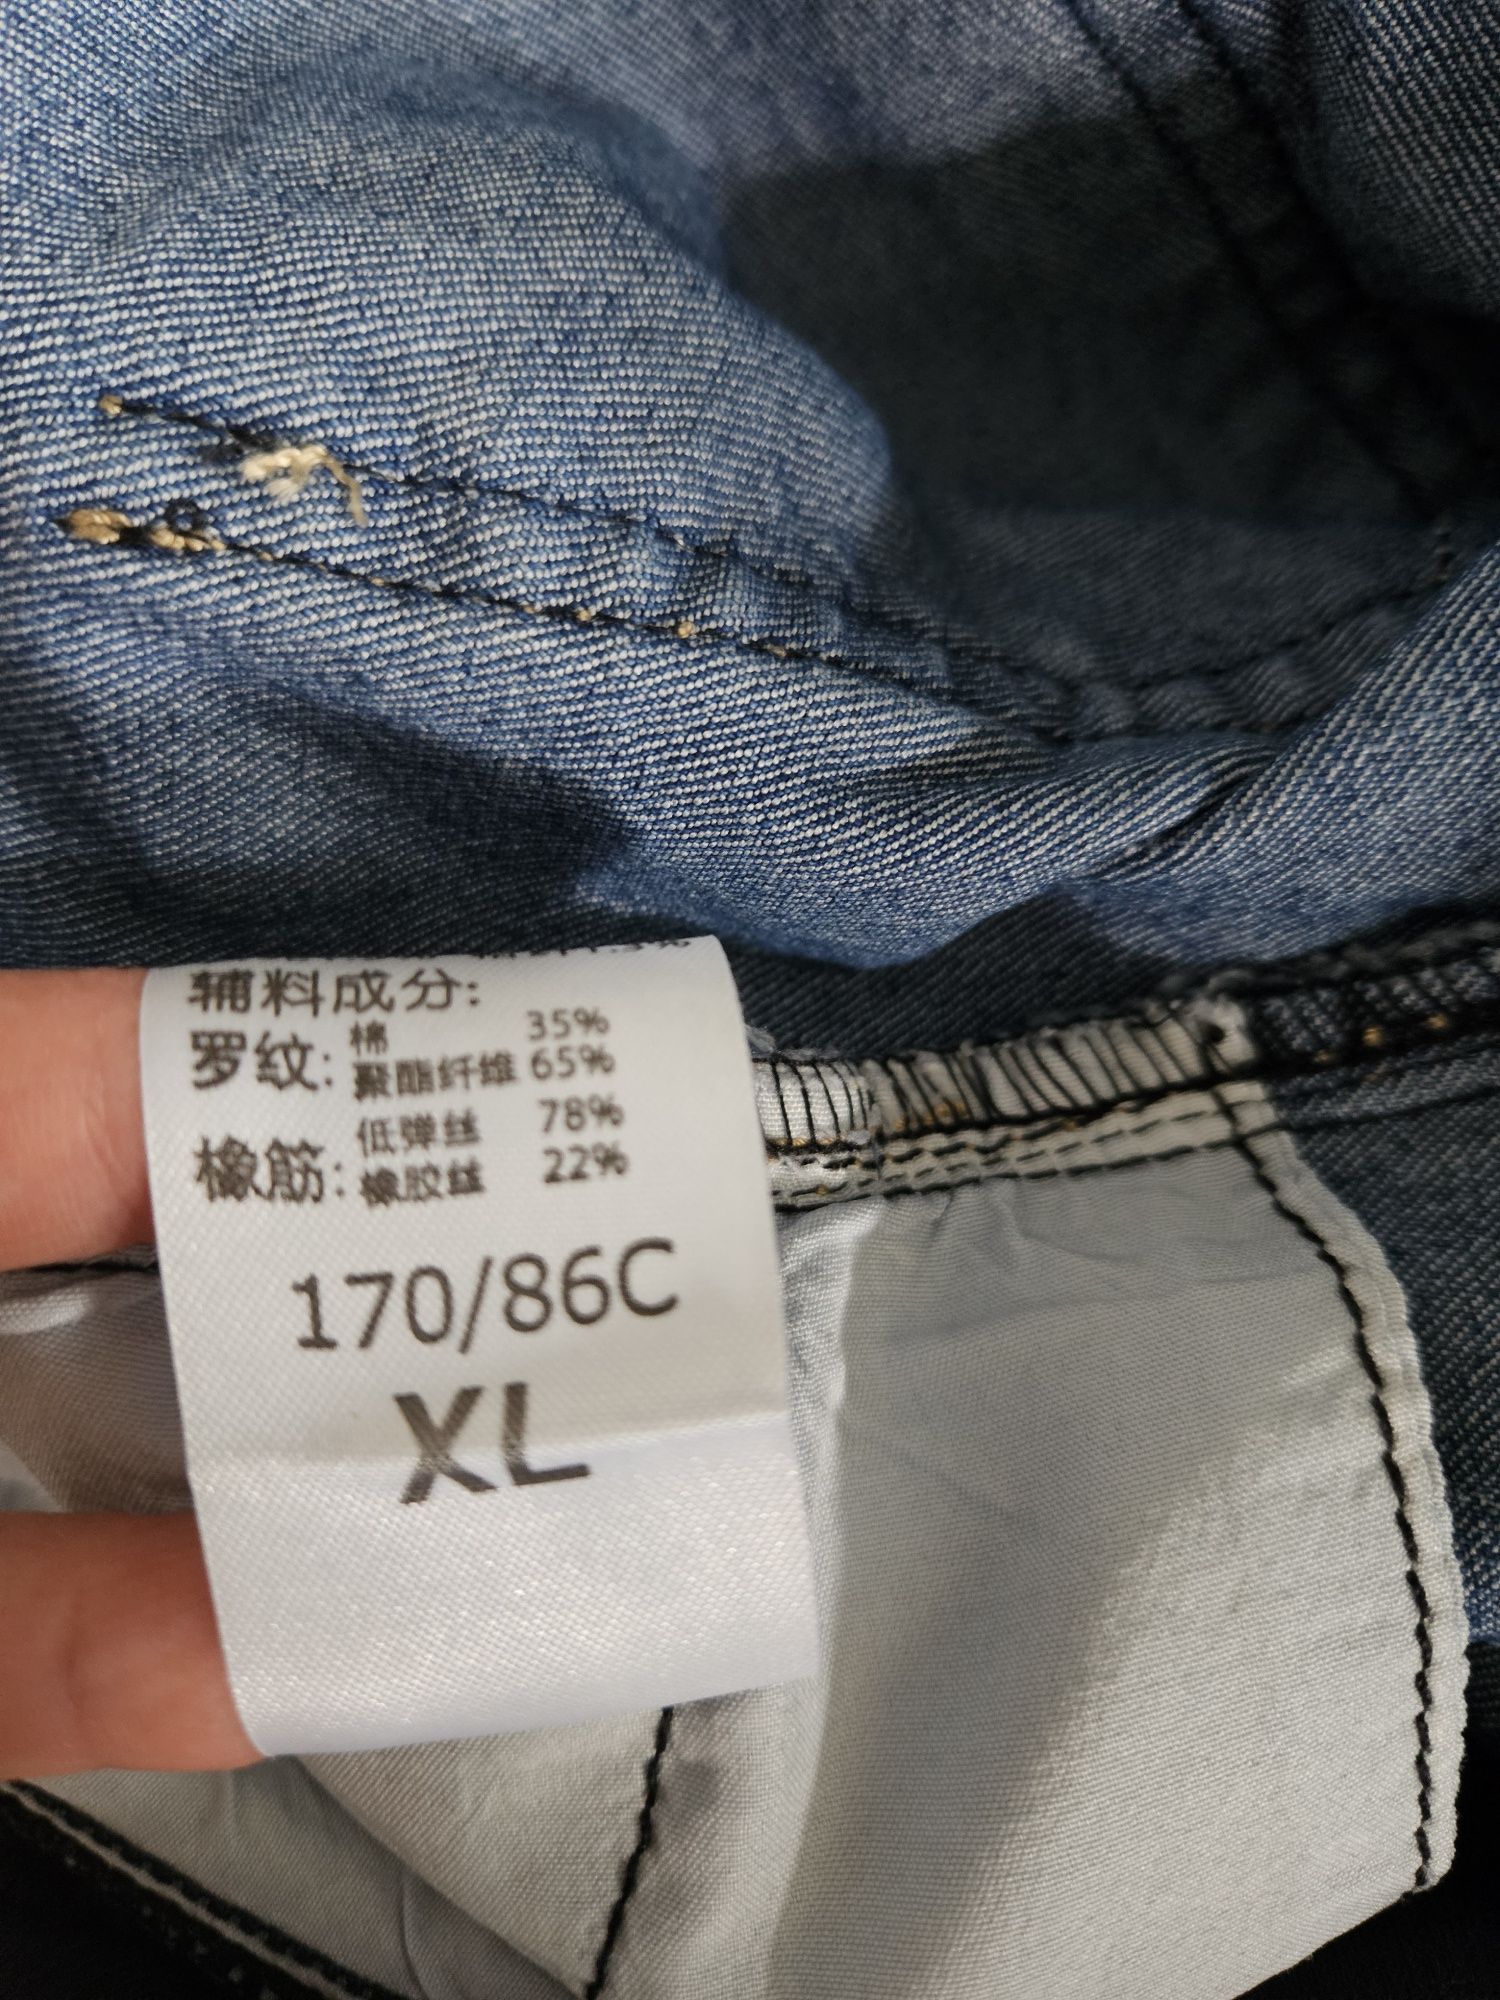 辅料成分:
罗纹: 棉 35%
聚酯纤维 65%
橡筋: 低弹丝 78%
橡胶丝 22%
170/86C
XL